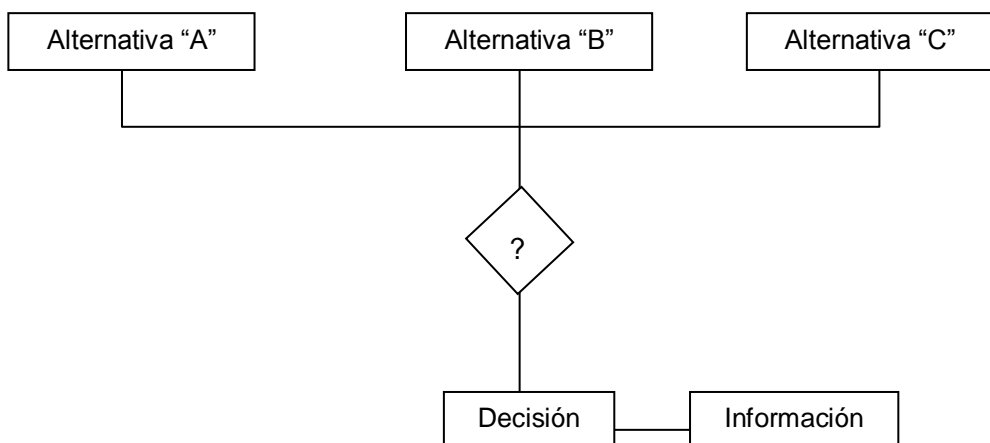 Alternativa “A”
Alternativa “B”
Alternativa “C”
?
Decisión
Información